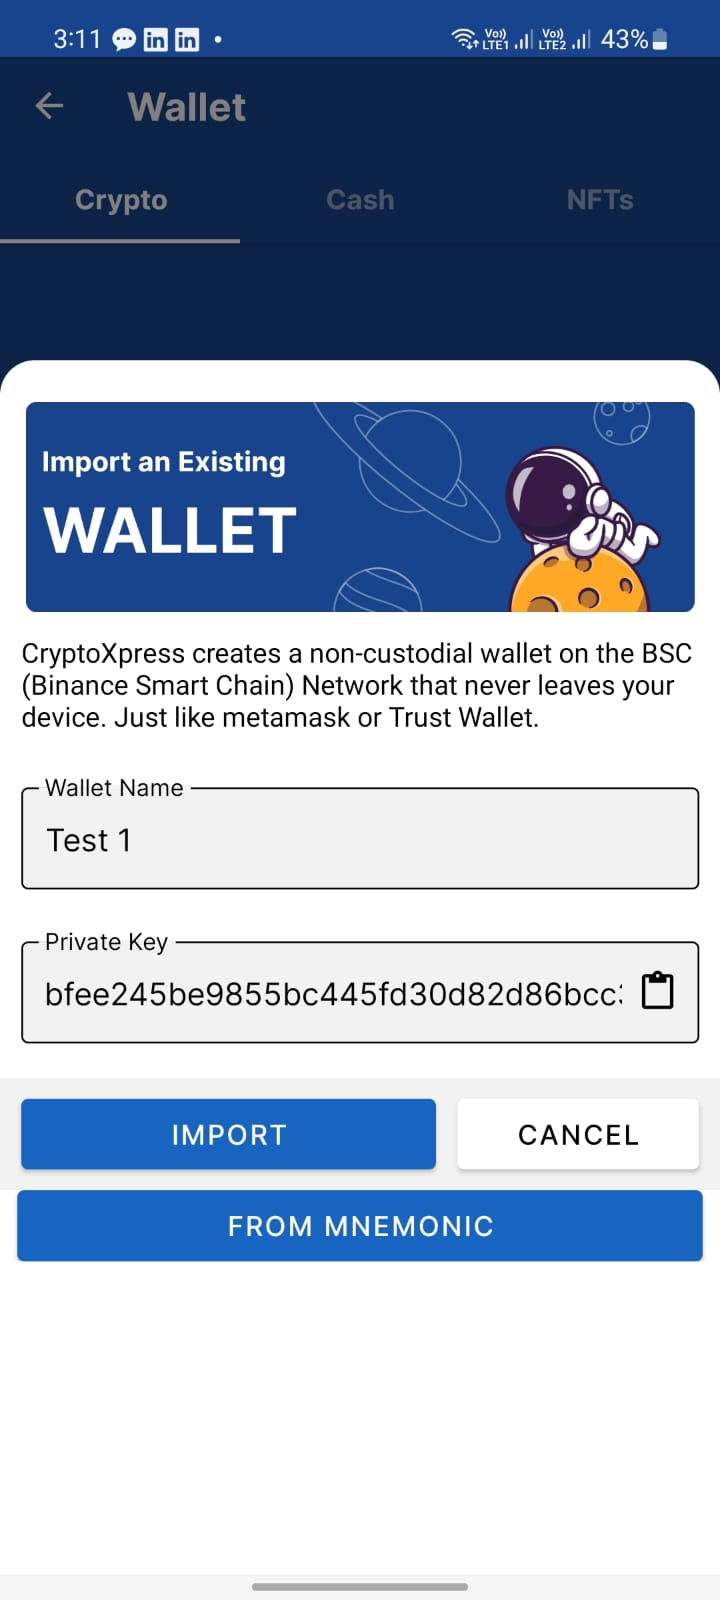 3:11
Vo)) LTE1 Vo)) LTE2 43%
Wallet
Crypto Cash NFTs
Import an Existing
WALLET
CryptoXpress creates a non-custodial wallet on the BSC
(Binance Smart Chain) Network that never leaves your
device. Just like metamask or Trust Wallet.
Wallet Name
Test 1
Private Key
bfee245be9855bc445fd30d82d86bcc
IMPORT CANCEL
FROM MNEMONIC